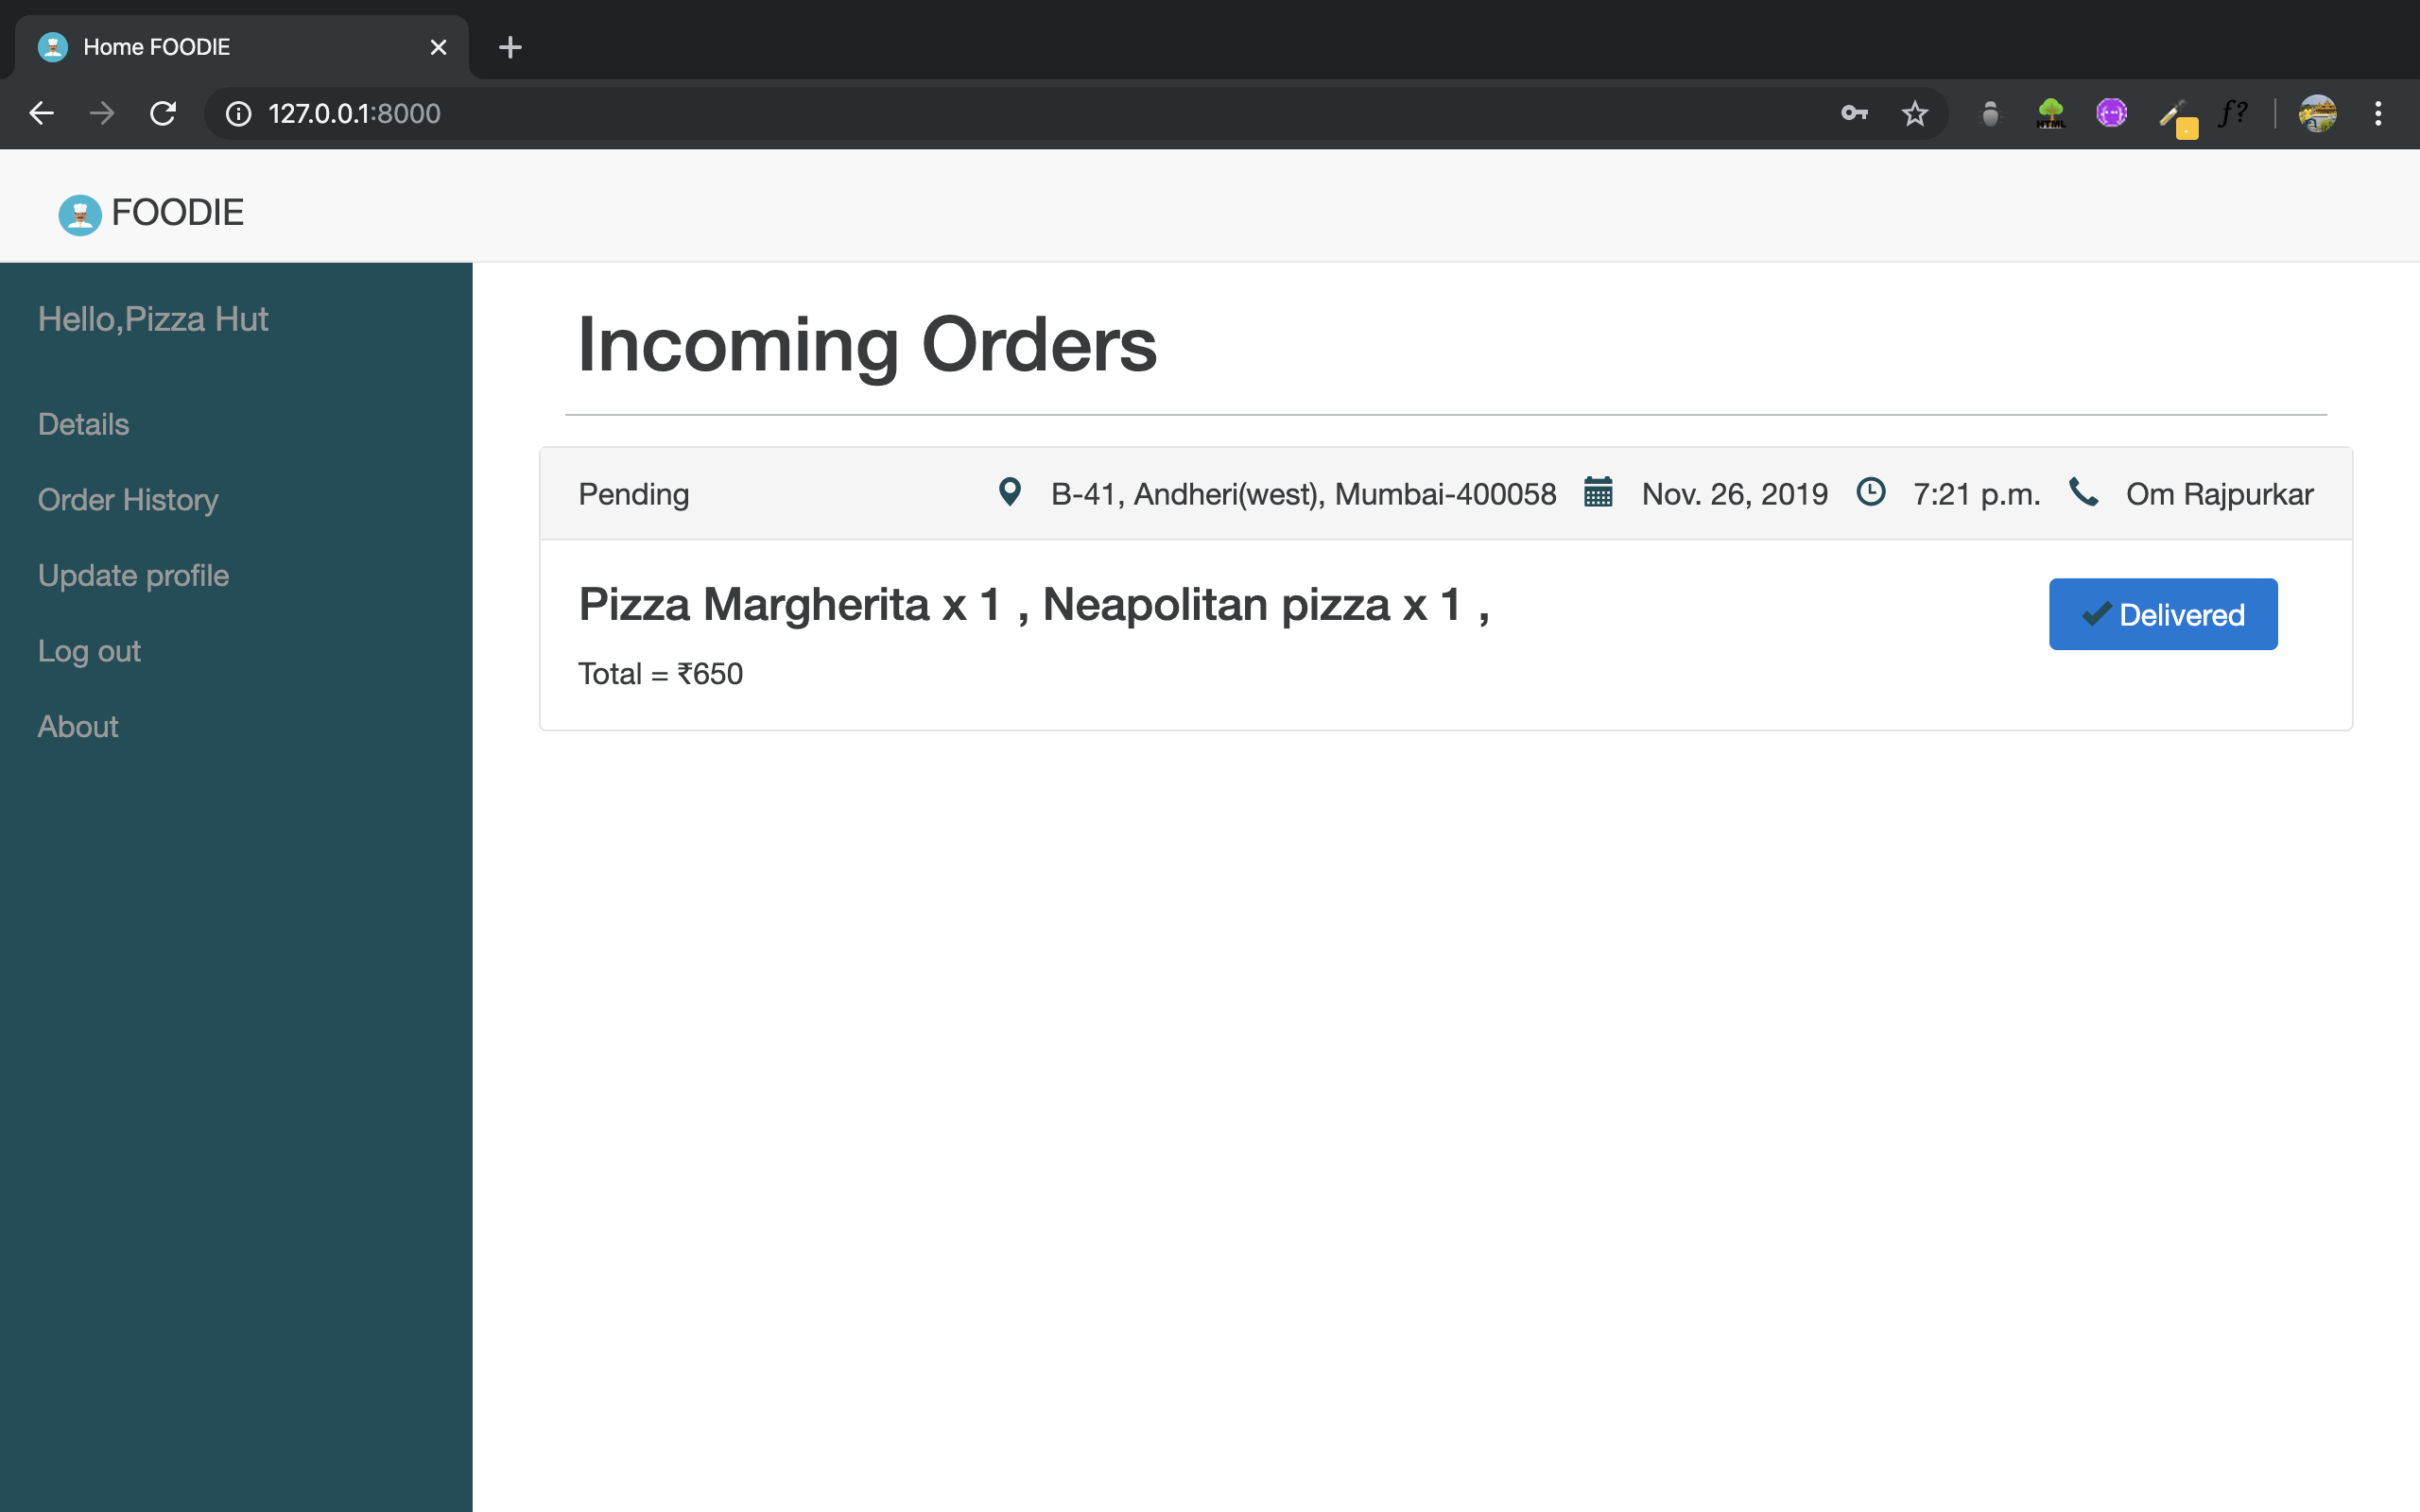 Home FOODIE
127.0.0.1:8000
HTML
f?
FOODIE
Hello,Pizza Hut
Details
Order History
Update profile
Log out
About
Incoming Orders
Pending B-41, Andheri(west), Mumbai-400058 Nov. 26, 2019 7:21 p.m. Om Rajpurkar
Pizza Margherita x 1 , Neapolitan pizza x 1 ,
Delivered
Total = ₹650